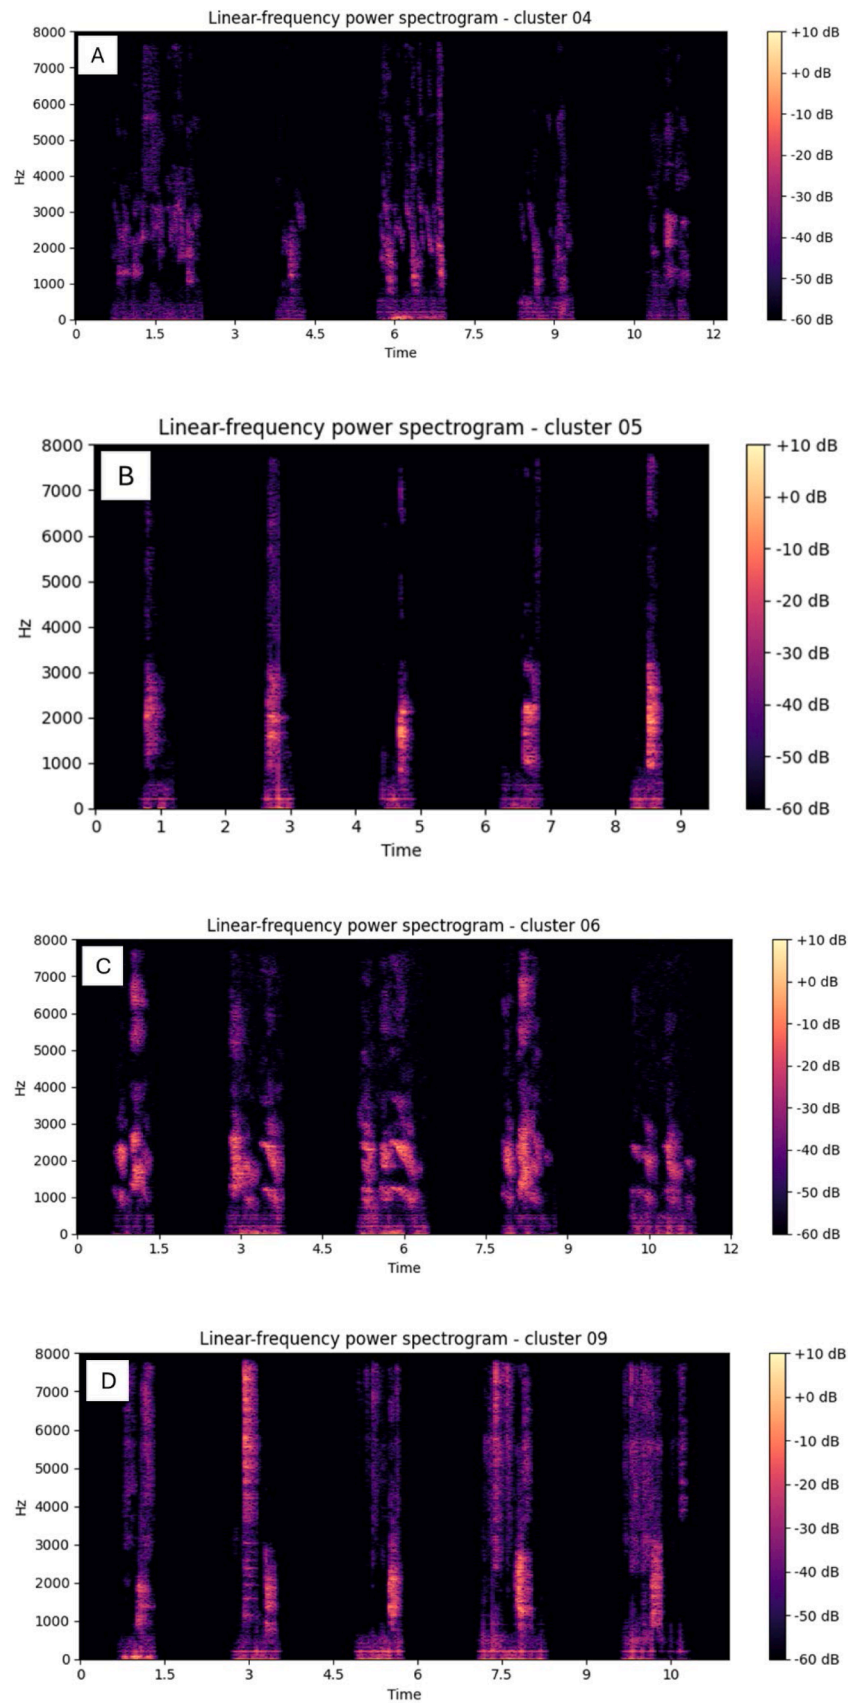 Linear-frequency power spectrogram - cluster 04
A
8000
7000
6000
5000
4000
3000
2000
1000
0
Hz
0 1.5 3 4.5 6 7.5 9 10 12
Time
+10 dB
+0 dB
-10 dB
-20 dB
-30 dB
-40 dB
-50 dB
-60 dB
Linear-frequency power spectrogram - cluster 05
B
8000
7000
6000
5000
4000
3000
2000
1000
0
Hz
0 1 2 3 4 5 6 7 8 9
Time
+10 dB
+0 dB
-10 dB
-20 dB
-30 dB
-40 dB
-50 dB
-60 dB
Linear-frequency power spectrogram - cluster 06
C
8000
7000
6000
5000
4000
3000
2000
1000
0
Hz
0 1.5 3 4.5 6 7.5 9 10 12
Time
+10 dB
+0 dB
-10 dB
-20 dB
-30 dB
-40 dB
-50 dB
-60 dB
Linear-frequency power spectrogram - cluster 09
D
8000
7000
6000
5000
4000
3000
2000
1000
0
Hz
0 1.5 3 4.5 6 7.5 9 10
Time
+10 dB
+0 dB
-10 dB
-20 dB
-30 dB
-40 dB
-50 dB
-60 dB